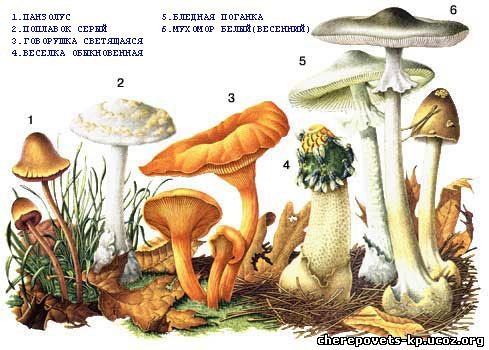 1.ПАНЭОЛУС
2.ПОПЛАВОК СЕРЫЙ
3.ГОВОРУШКА СВЕТЯЩАЯСЯ
4.ВЕСЕЛКА ОБЫКНОВЕННАЯ
5.БЛЕДНАЯ ПОГАНКА
6.МУХОМОР БЕЛЫЙ(ВЕСЕННИЙ)
1
2
3
4
5
6
cherepovets-kp.ucoz.org